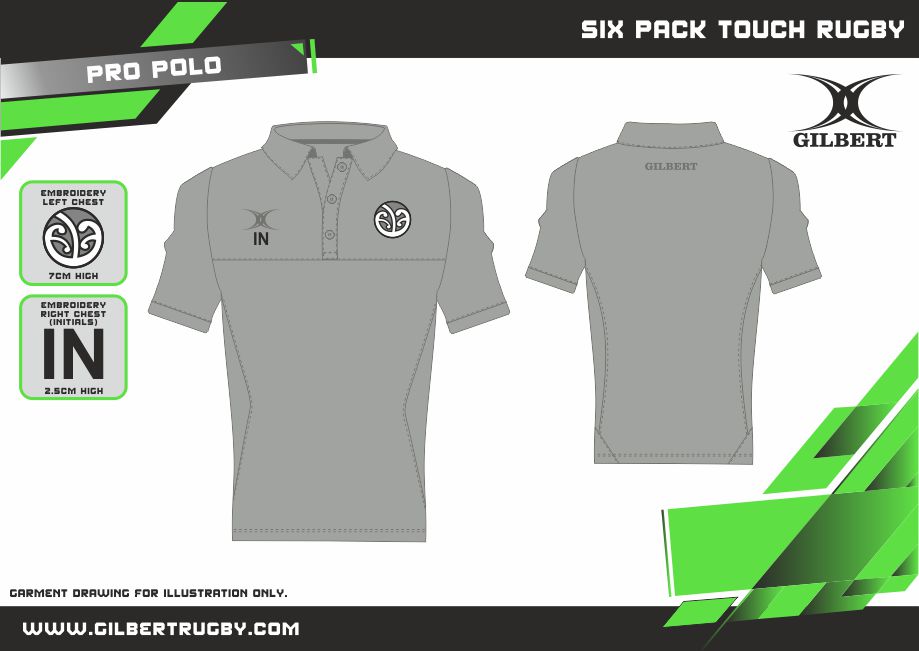 SIX PACK TOUCH RUGBY
PRO POLO
GILBERT
GILBERT
EMBROIDERY
LEFT CHEST
7CM HIGH
IN
EMBROIDERY
RIGHT CHEST
(INITIALS)
IN
2.5CM HIGH
GARMENT DRAWING FOR ILLUSTRATION ONLY.
WWW.GILBERTRUGBY.COM